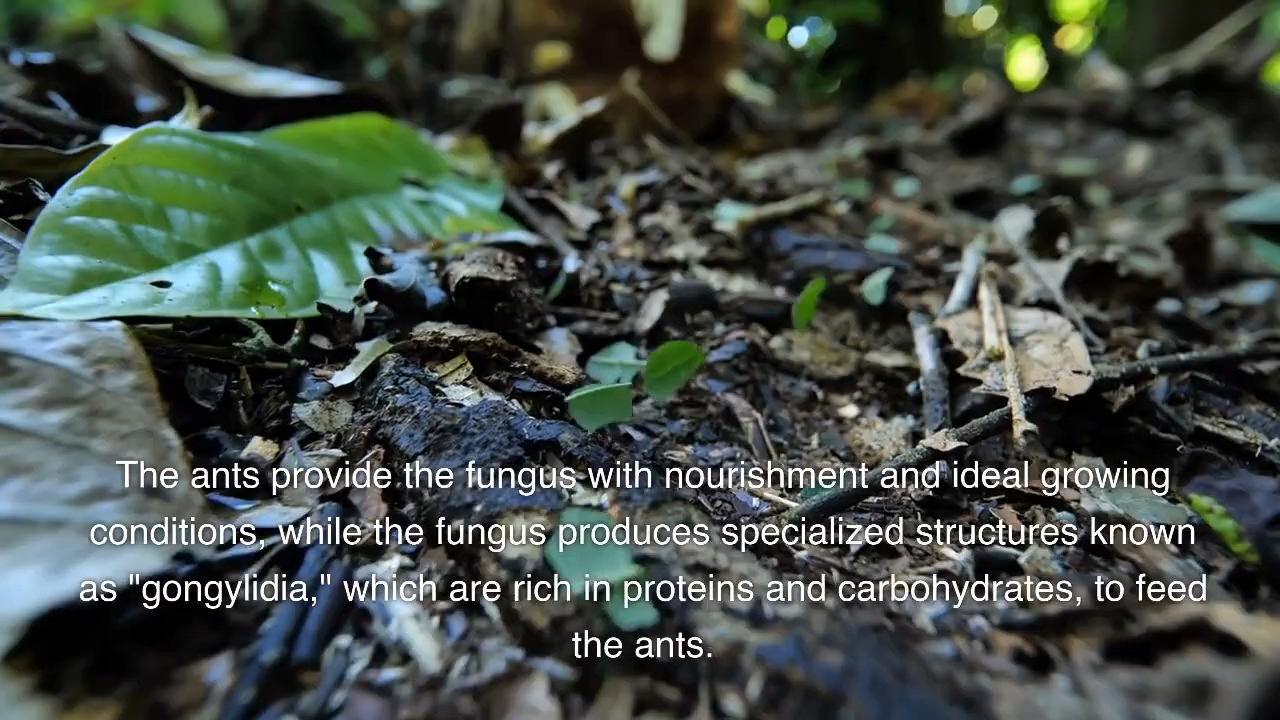 The ants provide the fungus with nourishment and ideal growing
conditions, while the fungus produces specialized structures known
as "gongylidia," which are rich in proteins and carbohydrates, to feed
the ants.